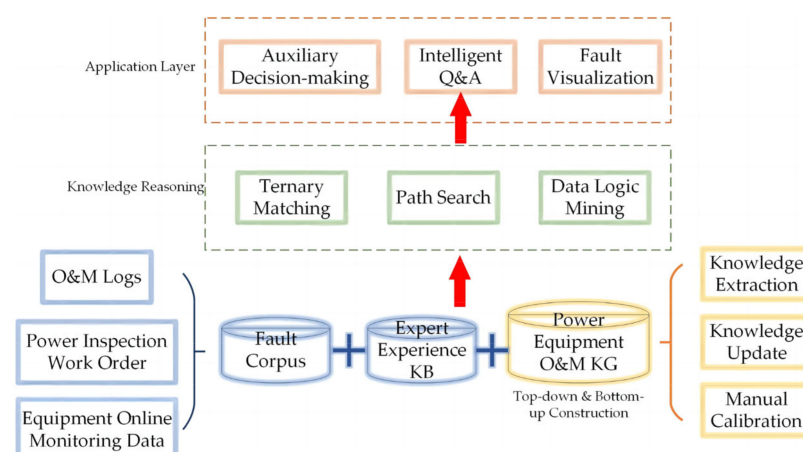 Application Layer
Auxiliary
Decision-making
Intelligent
Q&A
Fault
Visualization
Knowledge Reasoning
Ternary
Matching
Path Search
Data Logic
Mining
O&M Logs
Power Inspection
Work Order
Equipment Online
Monitoring Data
Fault
Corpus
Expert
Experience
KB
Power
Equipment
O&M KG
Top-down & Bottom-
up Construction
Knowledge
Extraction
Knowledge
Update
Manual
Calibration